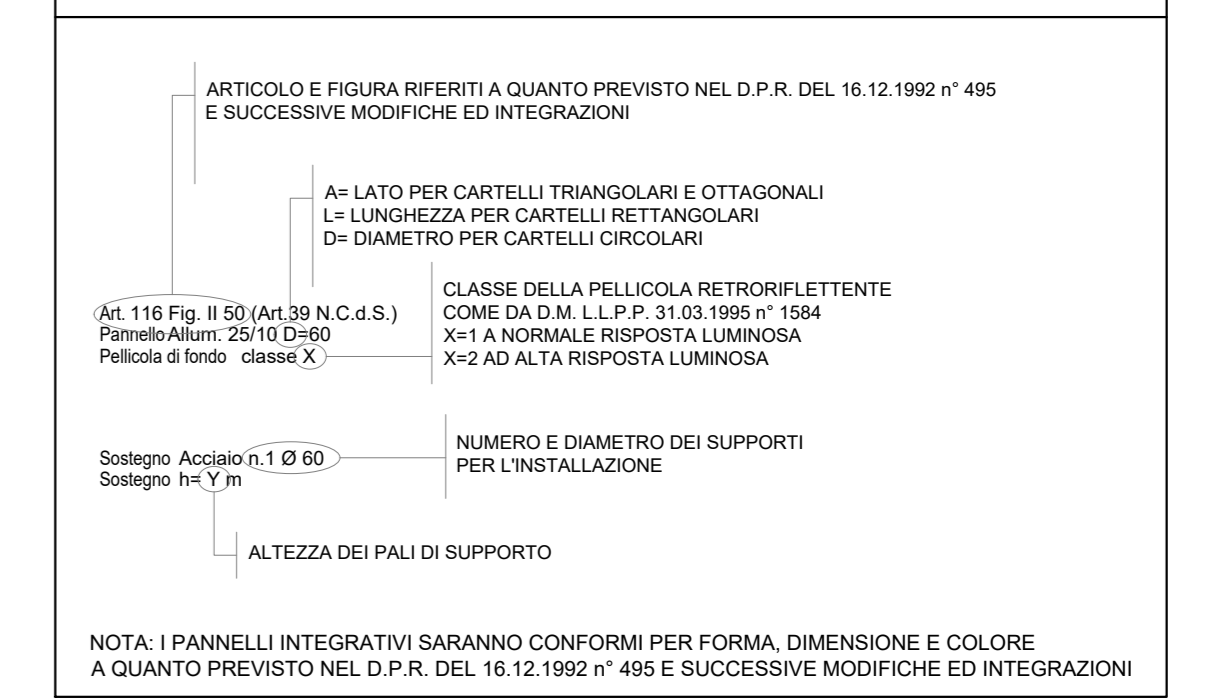 ARTICOLO E FIGURA RIFERITI A QUANTO PREVISTO NEL D.P.R. DEL 16.12.1992 n° 495
E SUCCESSIVE MODIFICHE ED INTEGRAZIONI
A= LATO PER CARTELLI TRIANGOLARI E OTTAGONALI
L= LUNGHEZZA PER CARTELLI RETTANGOLARI
D= DIAMETRO PER CARTELLI CIRCOLARI
CLASSE DELLA PELLICOLA RETRORIFLETTENTE
COME DA D.M. L.L.P.P. 31.03.1995 n° 1584
X=1 A NORMALE RISPOSTA LUMINOSA
X=2 AD ALTA RISPOSTA LUMINOSA
Art. 116 Fig. II 50 (Art.39 N.C.d.S.)
Pannello Allum. 25/10 D=60
Pellicola di fondo classe X
NUMERO E DIAMETRO DEI SUPPORTI
PER L'INSTALLAZIONE
Sostegno Acciaio n.1 Ø 60
Sostegno h= Y m
ALTEZZA DEI PALI DI SUPPORTO
NOTA: I PANNELLI INTEGRATIVI SARANNO CONFORMI PER FORMA, DIMENSIONE E COLORE
A QUANTO PREVISTO NEL D.P.R. DEL 16.12.1992 n° 495 E SUCCESSIVE MODIFICHE ED INTEGRAZIONI